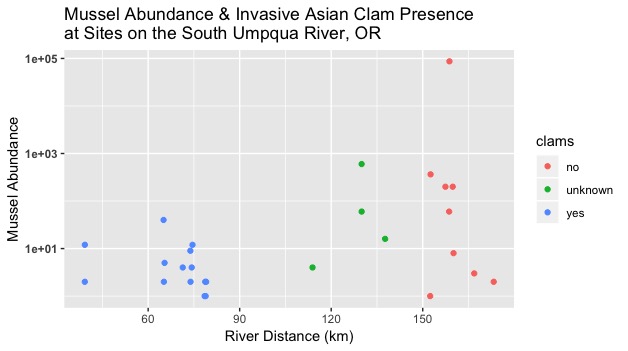 Mussel Abundance & Invasive Asian Clam Presence
at Sites on the South Umpqua River, OR
1e+05
1e+03
1e+01
Mussel Abundance
60 90 120 150
River Distance (km)
clams
no
unknown
yes